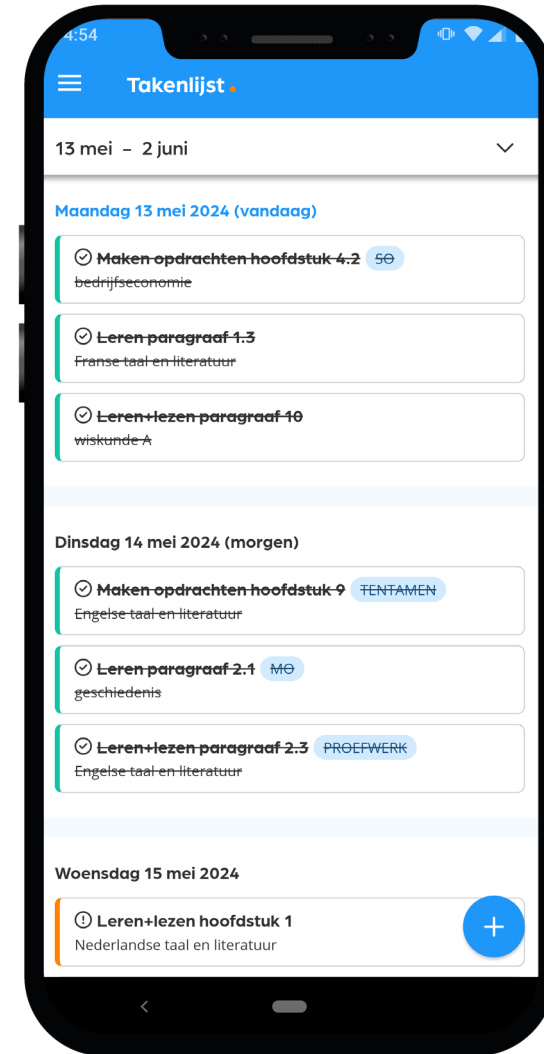 4:54
Takenlijst.
13 mei – 2 juni
Maandag 13 mei 2024 (vandaag)
Maken opdrachten hoofdstuk 4.2 SO
bedrijfseconomie
Leren paragraaf 1.3
Franse taal en literatuur
Leren+lezen paragraaf 10
wiskunde A
Dinsdag 14 mei 2024 (morgen)
Maken opdrachten hoofdstuk 9 TENTAMEN
Engelse taal en literatuur
Leren paragraaf 2.1 MO
geschiedenis
Leren+lezen paragraaf 2.3 PROEFWERK
Engelse taal en literatuur
Woensdag 15 mei 2024
Leren+lezen hoofdstuk 1
Nederlandse taal en literatuur